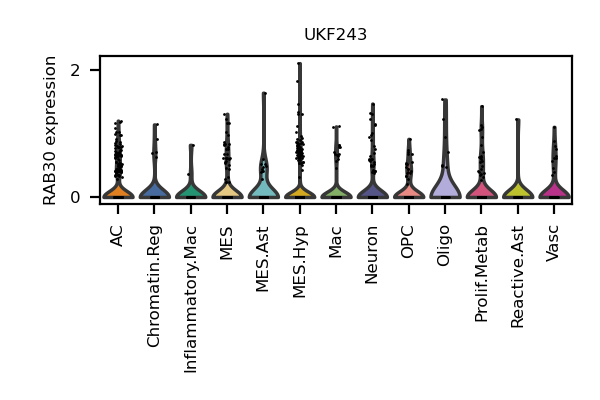 UKF243
RAB30 expression
2
0
AC
Chromatin.Reg
Inflammatory.Mac
MES
MES.Ast
MES.Hyp
Mac
Neuron
OPC
Oligo
Prolif.Metab
Reactive.Ast
Vasc